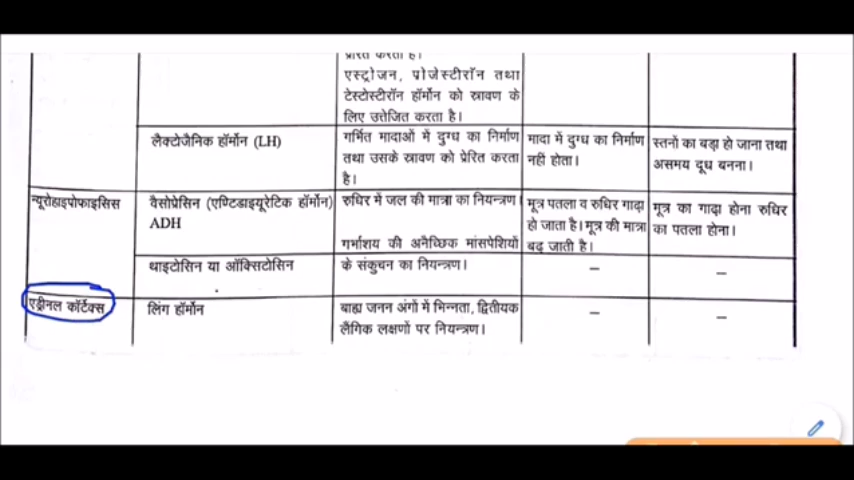 प्रेरित करता है।
एस्ट्रोजन, प्रोजेस्टीरॉन तथा
टेस्टोस्टीरॉन हॉर्मोन को स्रावण के
लिए उत्तेजित करता है।
लैक्टोजैनिक हॉर्मोन (LH)
गर्भित मादाओं में दुग्ध का निर्माण
तथा उसके स्रावण को प्रेरित करता
है।
मादा में दुग्ध का निर्माण
नहीं होता।
स्तनों का बड़ा हो जाना तथा
असमय दूध बनना।
न्यूरोहाइपोफाइसिस
वैसोप्रेसिन (एण्टिडाइयूरेटिक हॉर्मोन)
ADH
रुधिर में जल की मात्रा का नियन्त्रण।
मूत्र पतला व रुधिर गाढ़ा
हो जाता है। मूत्र की मात्रा
बढ़ जाती है।
मूत्र का गाढ़ा होना रुधिर
का पतला होना।
थाइटोसिन या ऑक्सिटोसिन
गर्भाशय की अनैच्छिक मांसपेशियों
के संकुचन का नियन्त्रण।
–
–
एड्रीनल कॉर्टेक्स
लिंग हॉर्मोन
बाह्य जनन अंगों में भिन्नता, द्वितीयक
लैंगिक लक्षणों पर नियन्त्रण।
–
–